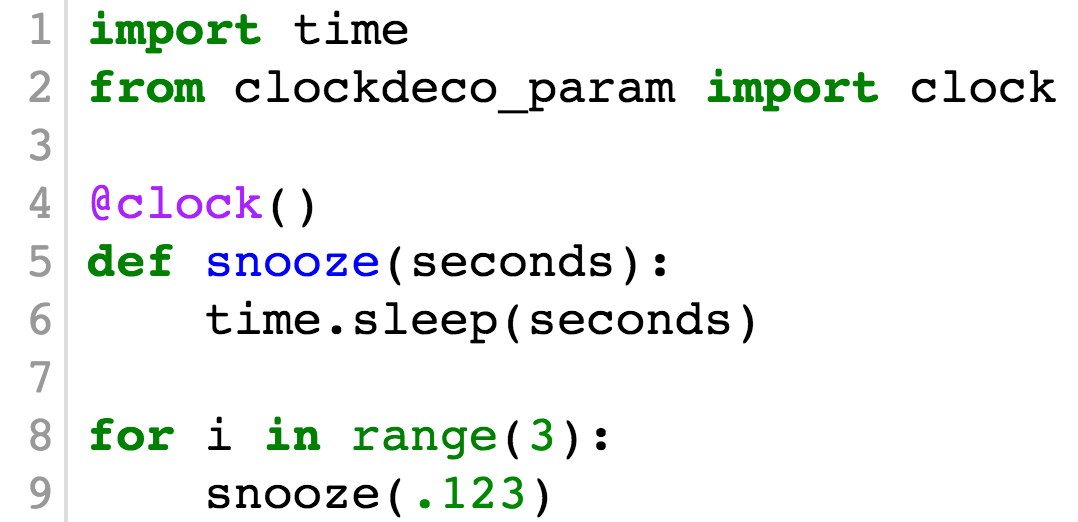 1 import time
2 from clockdeco_param import clock
3
4 @clock()
5 def snooze(seconds):
6     time.sleep(seconds)
7
8 for i in range(3):
9     snooze(.123)